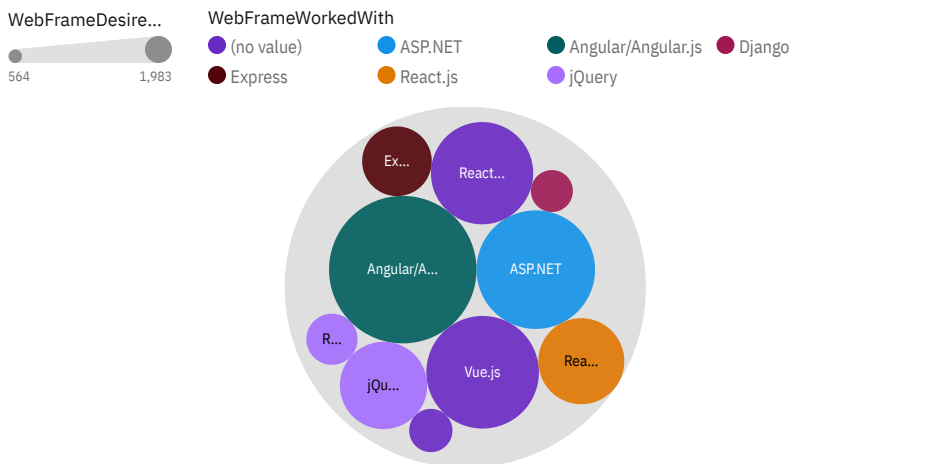 WebFrameDesire...
564 1,983
WebFrameWorkedWith
(no value) ASP.NET Angular/Angular.js Django
Express React.js jQuery
Ex...
React...
Angular/A...
ASP.NET
R...
jQu...
Vue.js
Rea...